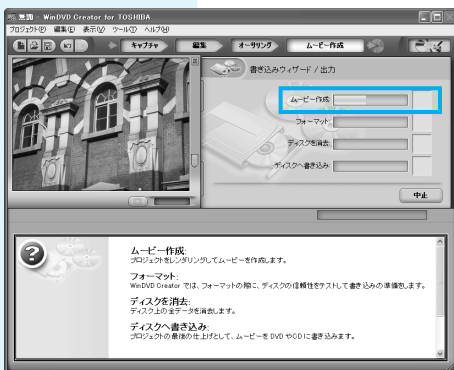 無題 - WinDVD Creator for TOSHIBA
プロジェクト(P) 編集(E) 表示(V) ツール(T) ヘルプ(H)
キャプチャ 編集 オーサリング ムービー作成
書き込みウィザード / 出力
ムービー作成:
フォーマット:
ディスクを消去:
ディスクへ書き込み:
中止
ムービー作成:
プロジェクトをレンダリングしてムービーを作成します。
フォーマット:
WinDVD Creator では、フォーマットの際に、ディスクの信頼性をテストして書き込みの準備をします。
ディスクを消去:
ディスク上の全データを消去します。
ディスクへ書き込み:
プロジェクトの最後の仕上げとして、ムービーを DVD やCDに書き込みます。